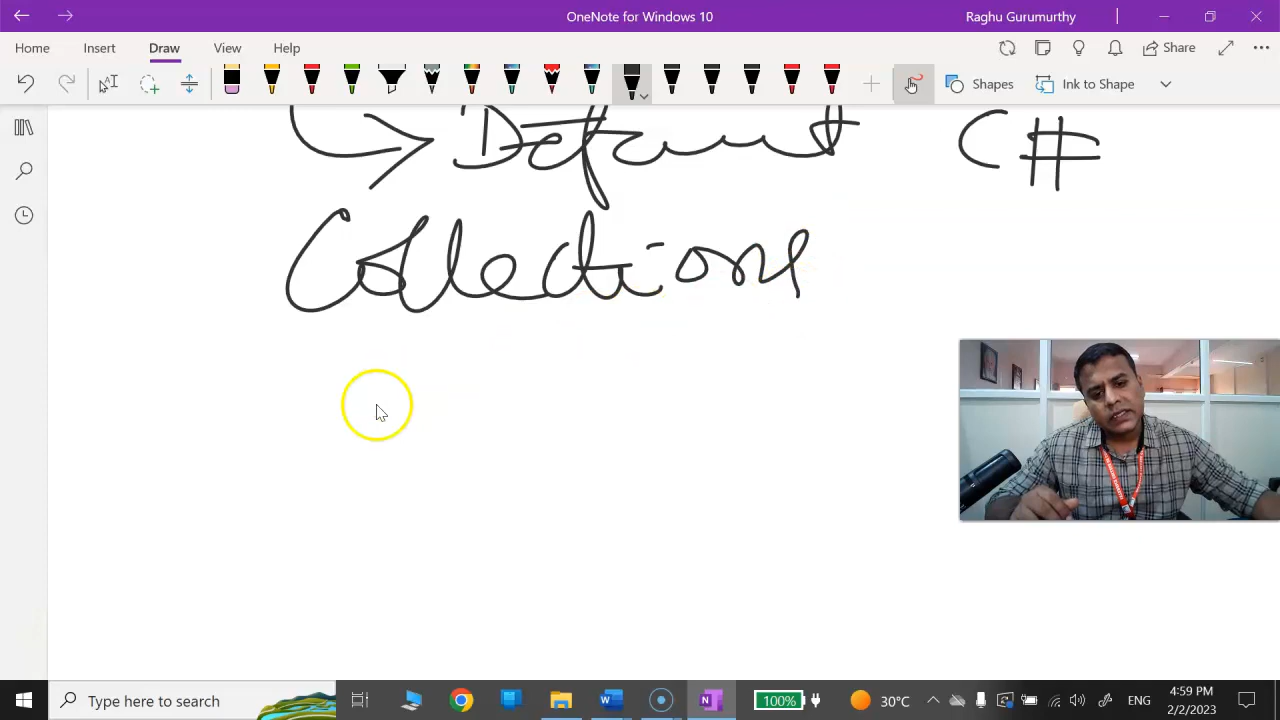 OneNote for Windows 10
Raghu Gurumurthy
Home Insert Draw View Help Share
Shapes Ink to Shape
C#
Collections
Type here to search
100%
30°C
ENG
4:59 PM
2/2/2023